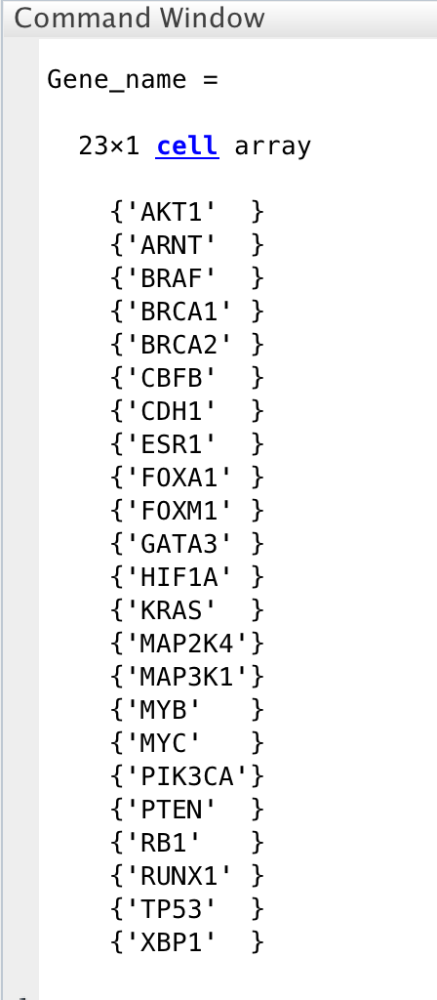 Command Window
Gene_name =
23×1 cell array
{'AKT1'  }
{'ARNT'  }
{'BRAF'  }
{'BRCA1' }
{'BRCA2' }
{'CBFB'  }
{'CDH1'  }
{'ESR1'  }
{'FOXA1' }
{'FOXM1' }
{'GATA3' }
{'HIF1A' }
{'KRAS'  }
{'MAP2K4'}
{'MAP3K1'}
{'MYB'   }
{'MYC'   }
{'PIK3CA'}
{'PTEN'  }
{'RB1'   }
{'RUNX1' }
{'TP53'  }
{'XBP1'  }